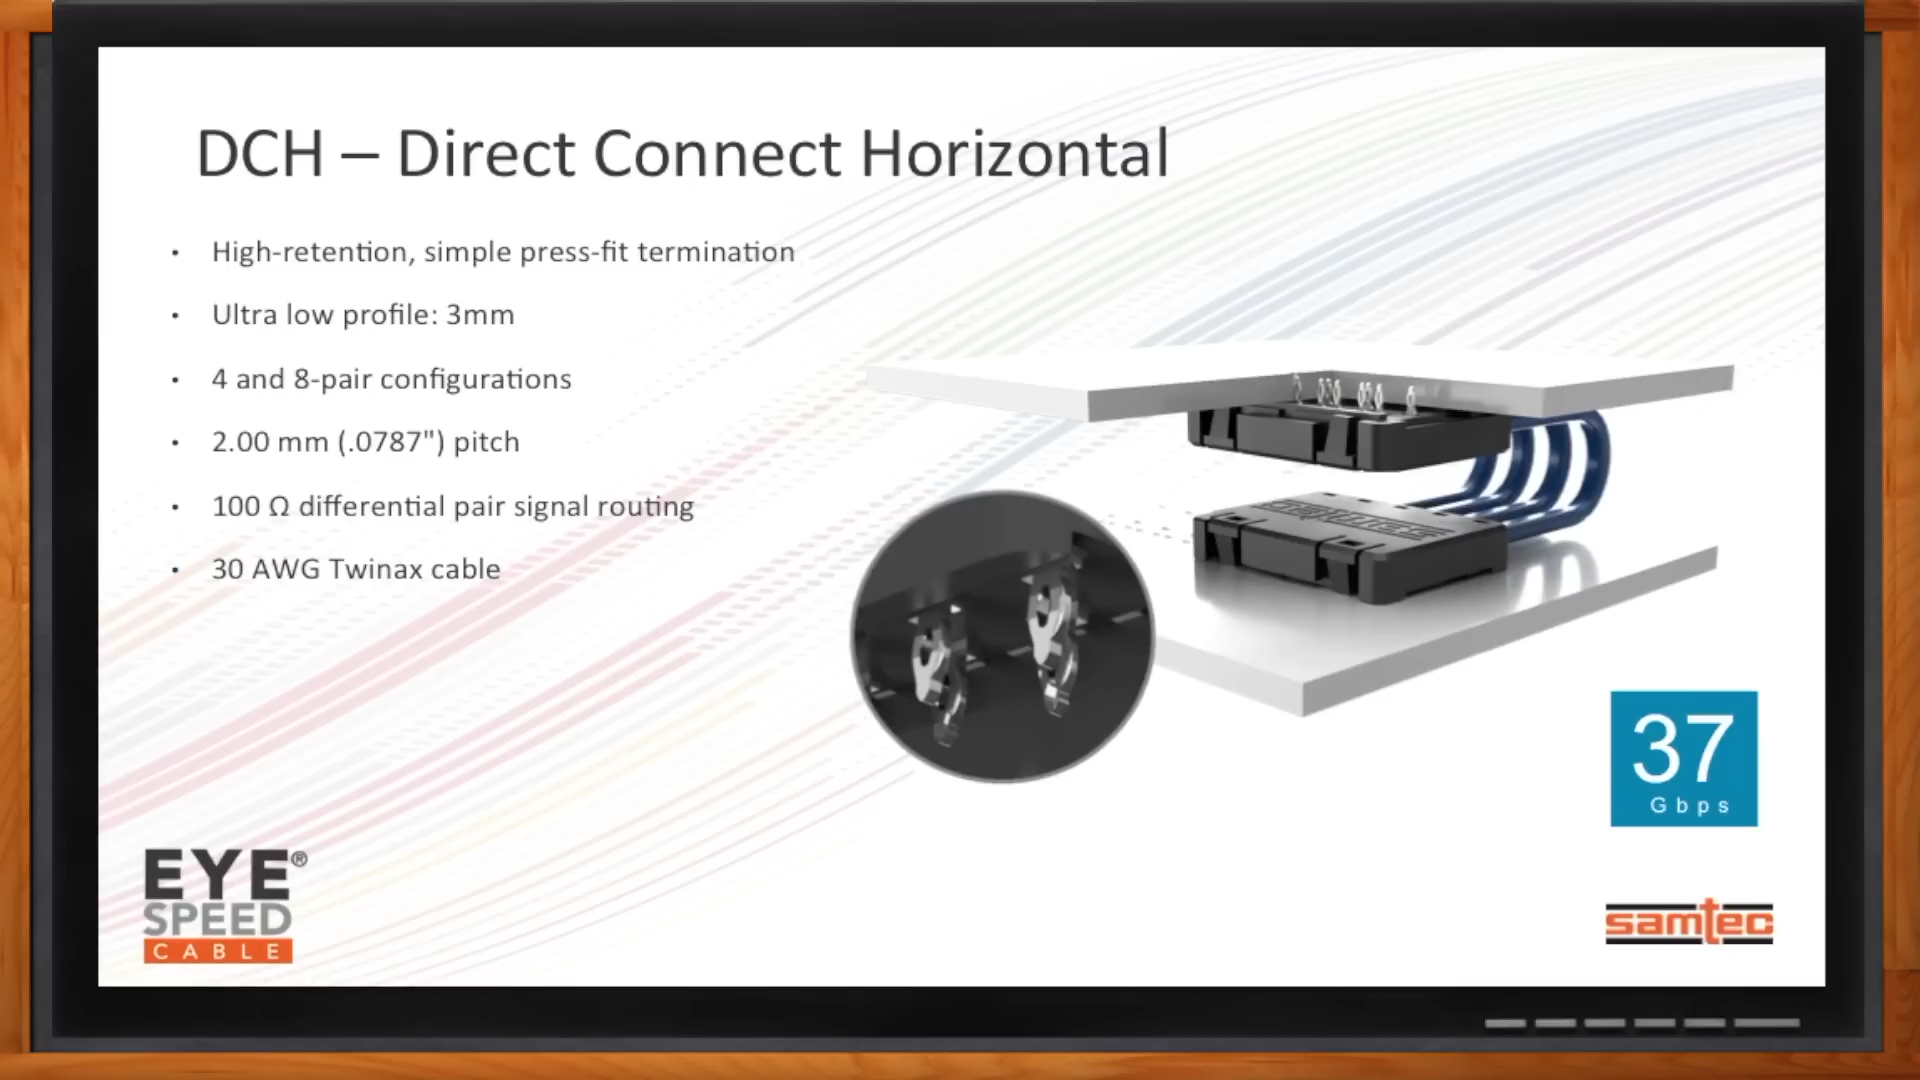 DCH – Direct Connect Horizontal
• High-retention, simple press-fit termination
• Ultra low profile: 3mm
• 4 and 8-pair configurations
• 2.00 mm (.0787") pitch
• 100 Ω differential pair signal routing
• 30 AWG Twinax cable
samtec
37
Gbps
EYE®
SPEED
CABLE
samtec